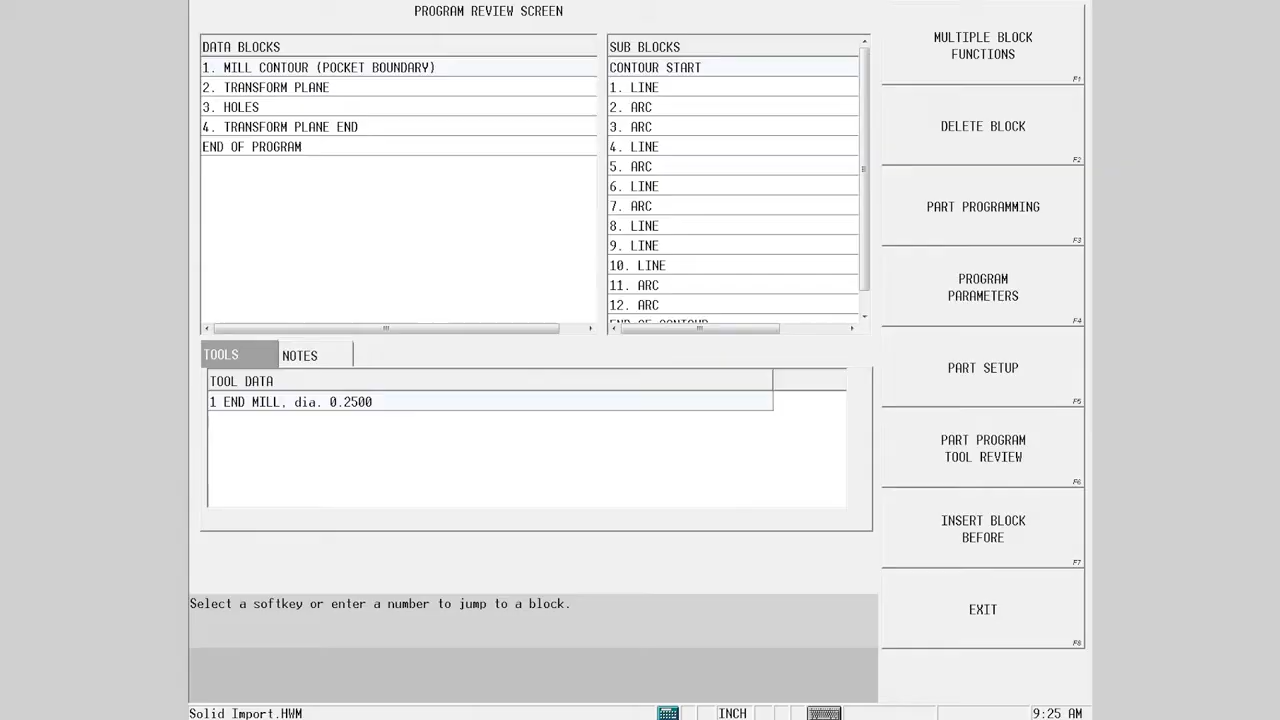 PROGRAM REVIEW SCREEN
DATA BLOCKS
1. MILL CONTOUR (POCKET BOUNDARY)
2. TRANSFORM PLANE
3. HOLES
4. TRANSFORM PLANE END
END OF PROGRAM
SUB BLOCKS
CONTOUR START
1. LINE
2. ARC
3. ARC
4. LINE
5. ARC
6. LINE
7. ARC
8. LINE
9. LINE
10. LINE
11. ARC
12. ARC
END OF CONTOUR
TOOLS
NOTES
TOOL DATA
1 END MILL, dia. 0.2500
MULTIPLE BLOCK
FUNCTIONS
F1
DELETE BLOCK
F2
PART PROGRAMMING
F3
PROGRAM
PARAMETERS
F4
PART SETUP
F5
PART PROGRAM
TOOL REVIEW
F6
INSERT BLOCK
BEFORE
F7
EXIT
F8
Select a softkey or enter a number to jump to a block.
Solid Import.HWM
INCH
9:25 AM